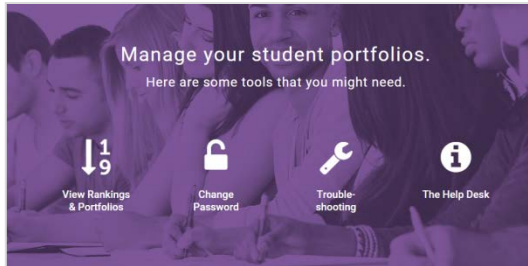 Manage your student portfolios.
Here are some tools that you might need.
1
9
View Rankings
& Portfolios
Change
Password
Trouble-
shooting
The Help Desk